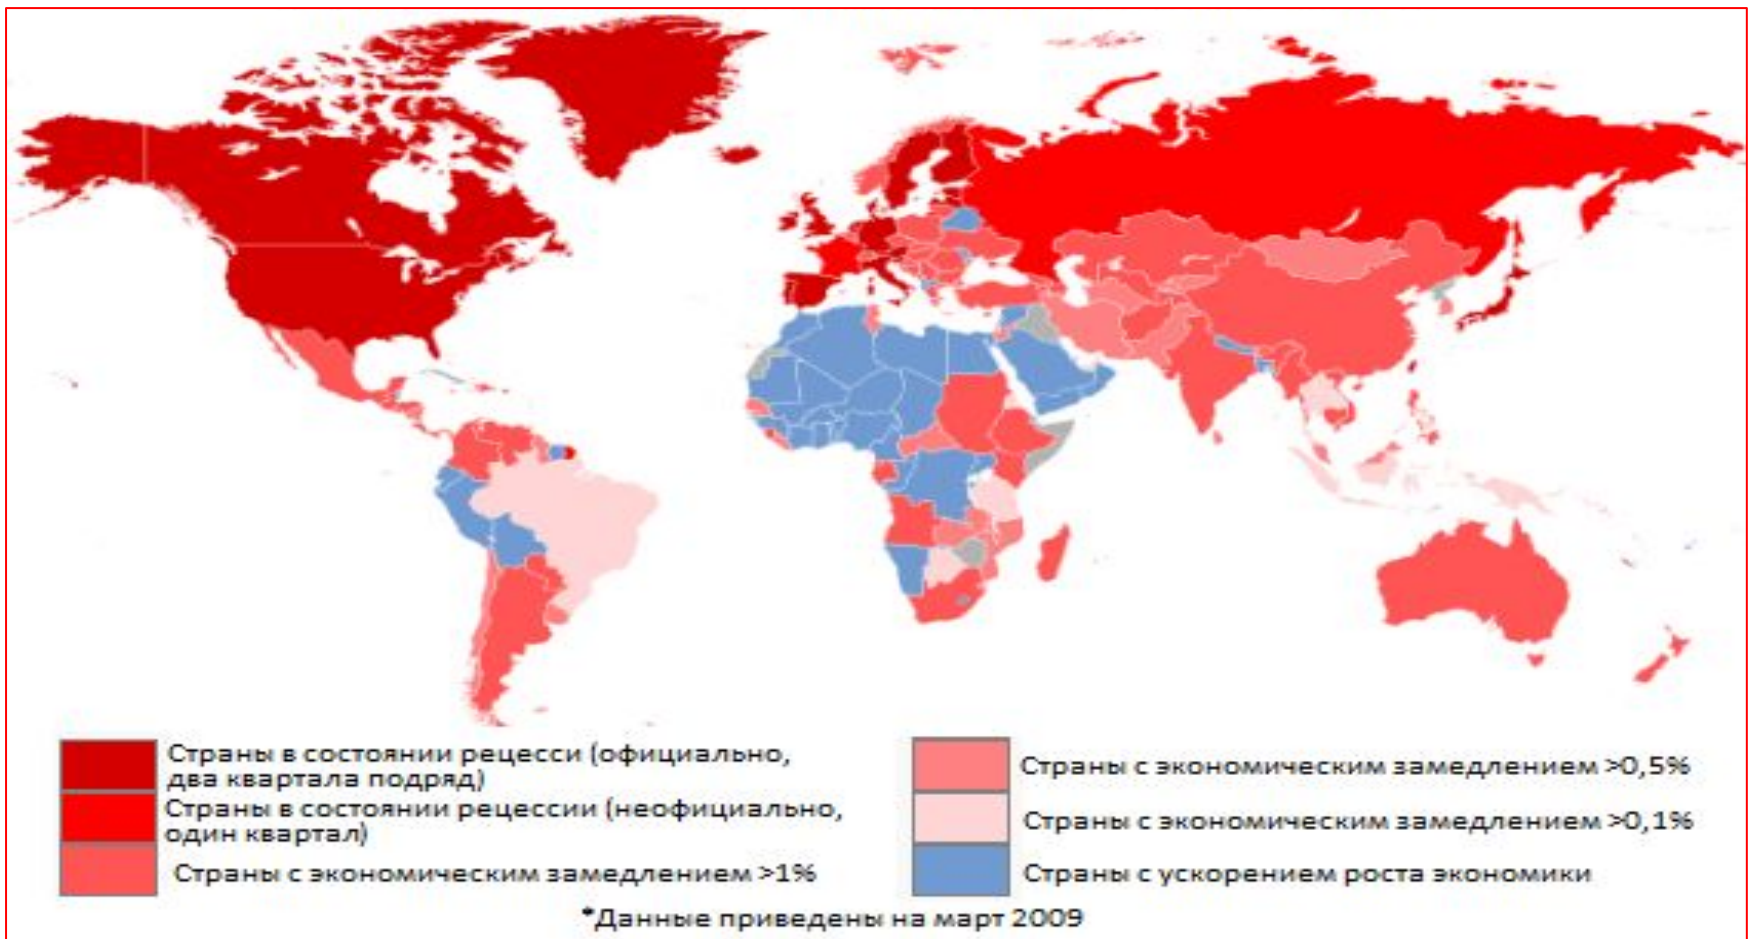 Страны в состоянии рецесси (официально,
два квартала подряд)
Страны в состоянии рецессии (неофициально,
один квартал)
Страны с экономическим замедлением >1%
Страны с экономическим замедлением >0,5%
Страны с экономическим замедлением >0,1%
Страны с ускорением роста экономики
*Данные приведены на март 2009